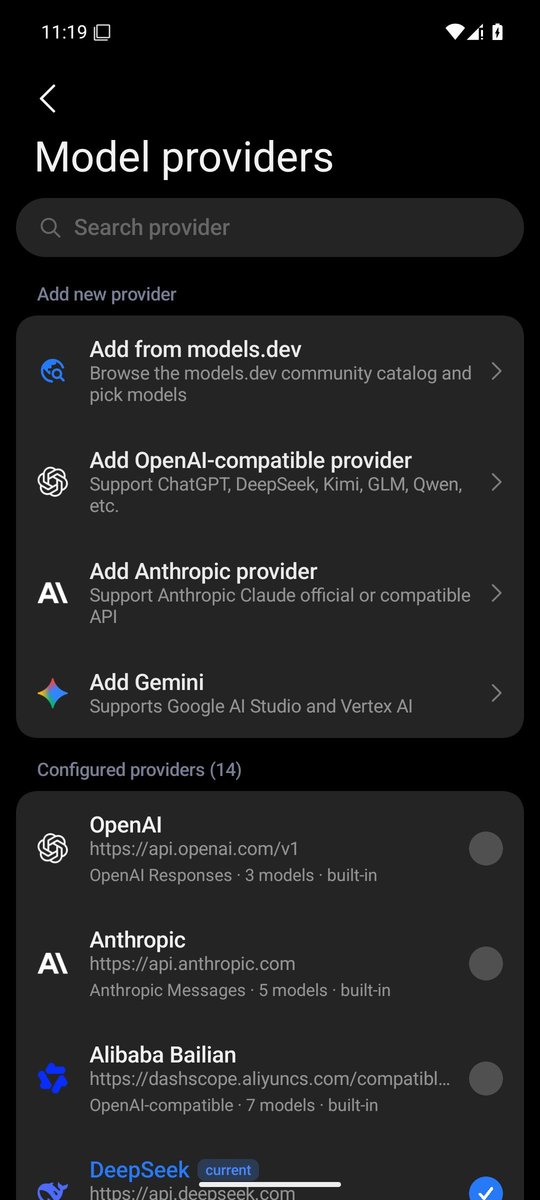 11:19
Model providers
Search provider
Add new provider
Add from models.dev
Browse the models.dev community catalog and
pick models
Add OpenAI-compatible provider
Support ChatGPT, DeepSeek, Kimi, GLM, Qwen,
etc.
Add Anthropic provider
Support Anthropic Claude official or compatible
API
Add Gemini
Supports Google AI Studio and Vertex AI
Configured providers (14)
OpenAI
https://api.openai.com/v1
OpenAI Responses · 3 models · built-in
Anthropic
https://api.anthropic.com
Anthropic Messages · 5 models · built-in
Alibaba Bailian
https://dashscope.aliyuncs.com/compatibl...
OpenAI-compatible · 7 models · built-in
DeepSeek current
https://api.deepseek.com